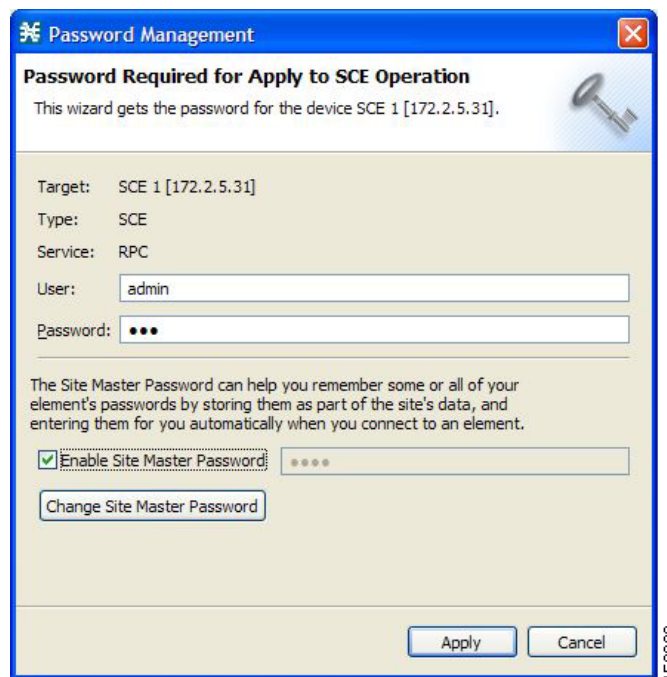 Password Management
Password Required for Apply to SCE Operation
This wizard gets the password for the device SCE 1 [172.2.5.31].
Target: SCE 1 [172.2.5.31]
Type: SCE
Service: RPC
User: admin
Password: •••
The Site Master Password can help you remember some or all of your
element's passwords by storing them as part of the site's data, and
entering them for you automatically when you connect to an element.
Enable Site Master Password ••••
Change Site Master Password
Apply Cancel